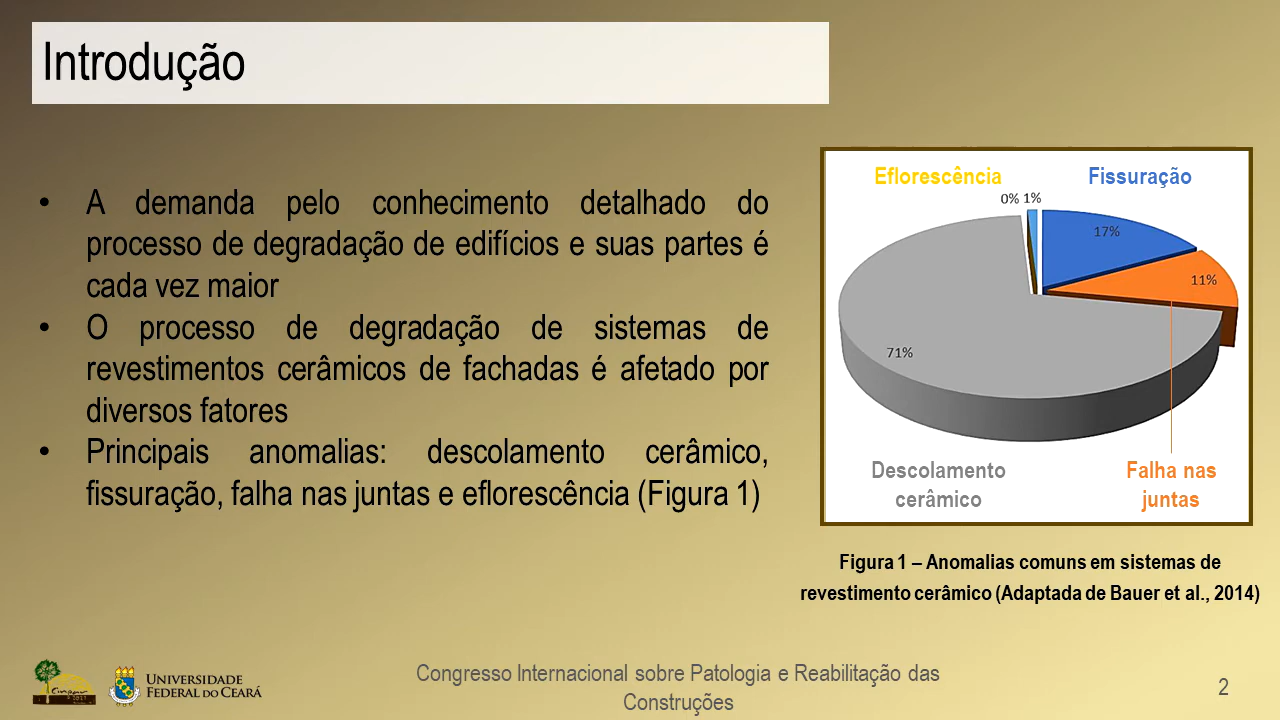 Introdução
• A demanda pelo conhecimento detalhado do
processo de degradação de edifícios e suas partes é
cada vez maior
• O processo de degradação de sistemas de
revestimentos cerâmicos de fachadas é afetado por
diversos fatores
• Principais anomalias: descolamento cerâmico,
fissuração, falha nas juntas e eflorescência (Figura 1)
Eflorescência
Fissuração
0% 1%
17%
11%
71%
Descolamento
cerâmico
Falha nas
juntas
Figura 1 – Anomalias comuns em sistemas de
revestimento cerâmico (Adaptada de Bauer et al., 2014)
UNIVERSIDADE
FEDERAL DO CEARÁ
Congresso Internacional sobre Patologia e Reabilitação das
Construções
2